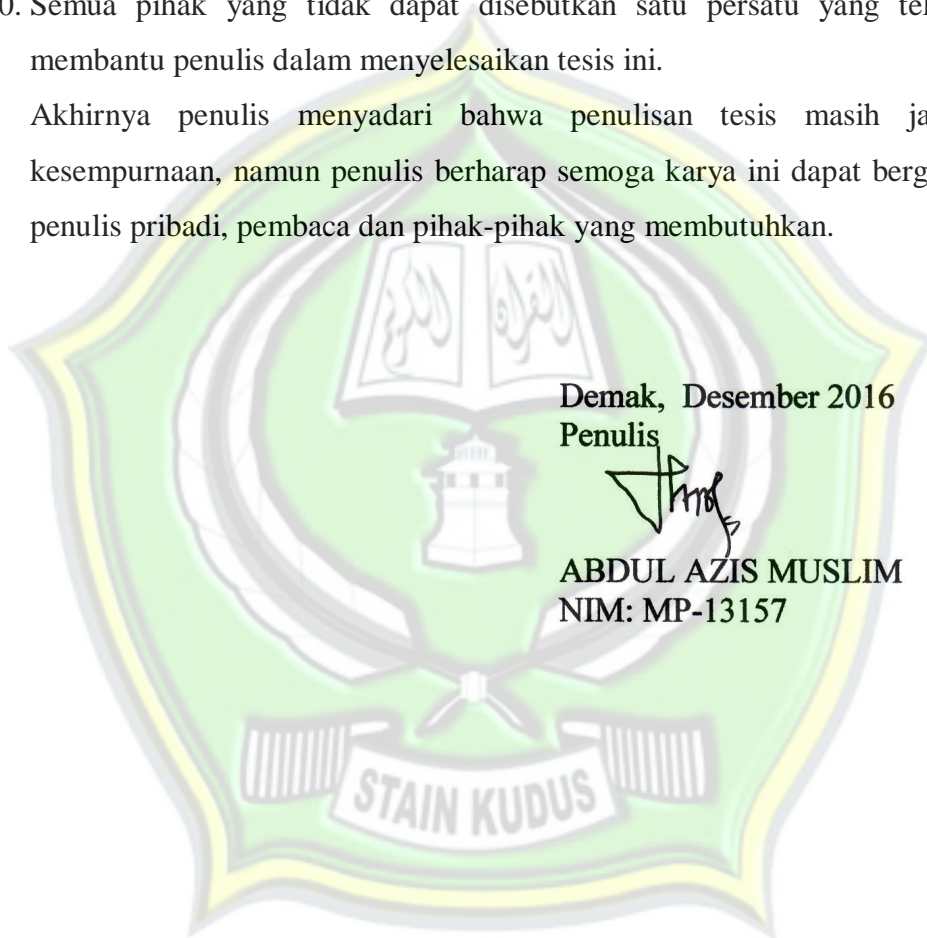 0. Semua pihak yang tidak dapat disebutkan satu persatu yang tel
membantu penulis dalam menyelesaikan tesis ini.
Akhirnya penulis menyadari bahwa penulisan tesis masih ja
kesempurnaan, namun penulis berharap semoga karya ini dapat berg
penulis pribadi, pembaca dan pihak-pihak yang membutuhkan.
Demak, Desember 2016
Penulis
ABDUL AZIS MUSLIM
NIM: MP-13157
STAIN KUDUS